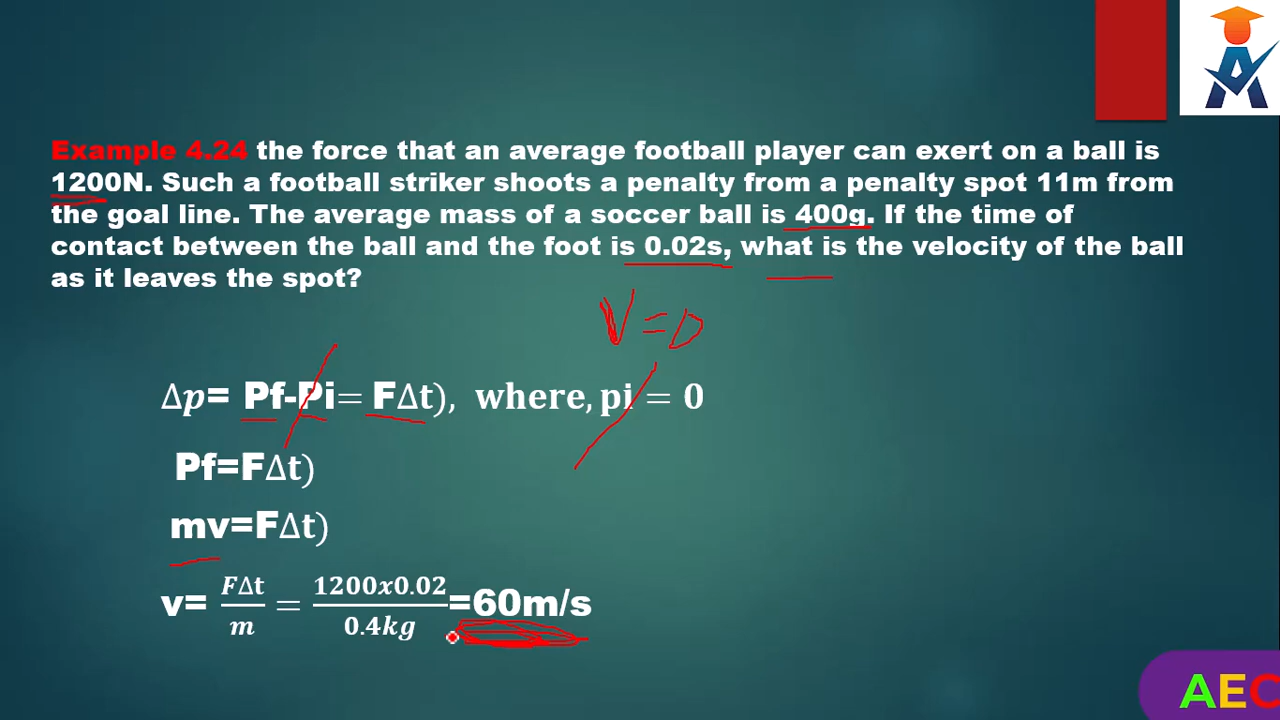 Example 4.24 the force that an average football player can exert on a ball is
1200N. Such a football striker shoots a penalty from a penalty spot 11m from
the goal line. The average mass of a soccer ball is 400g. If the time of
contact between the ball and the foot is 0.02s, what is the velocity of the ball
as it leaves the spot?
V=0
Δp= Pf-Pi= FΔt), where, pi = 0
Pf=FΔt)
mv=FΔt)
v= FΔt/m = 1200x0.02/0.4kg =60m/s
AEC